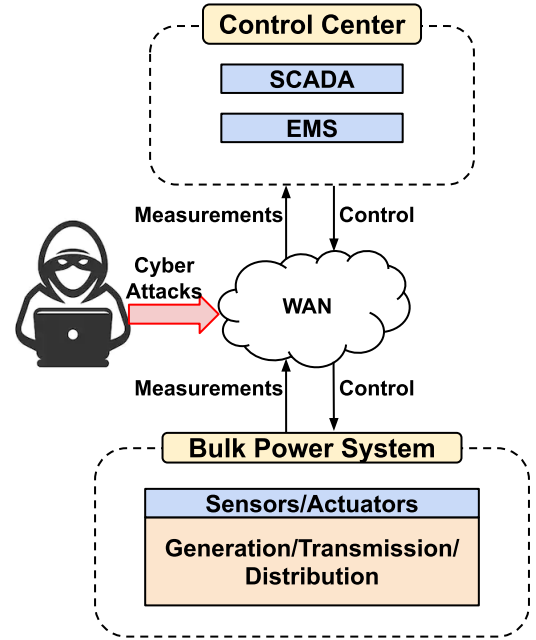 Control Center
SCADA
EMS
Measurements
Control
Cyber
Attacks
WAN
Measurements
Control
Bulk Power System
Sensors/Actuators
Generation/Transmission/
Distribution